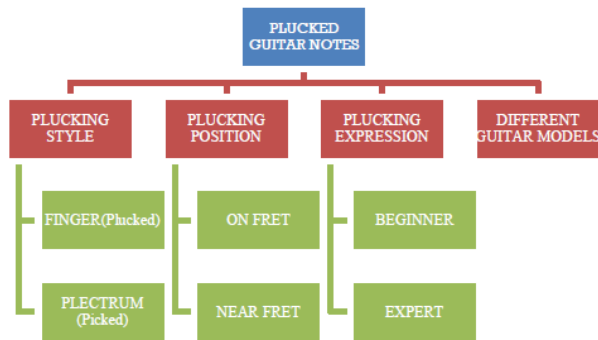 PLUCKED
GUITAR NOTES
PLUCKING
STYLE
PLUCKING
POSITION
PLUCKING
EXPRESSION
DIFFERENT
GUITAR MODELS
FINGER(Plucked)
ON FRET
BEGINNER
PLECTRUM
(Picked)
NEAR FRET
EXPERT